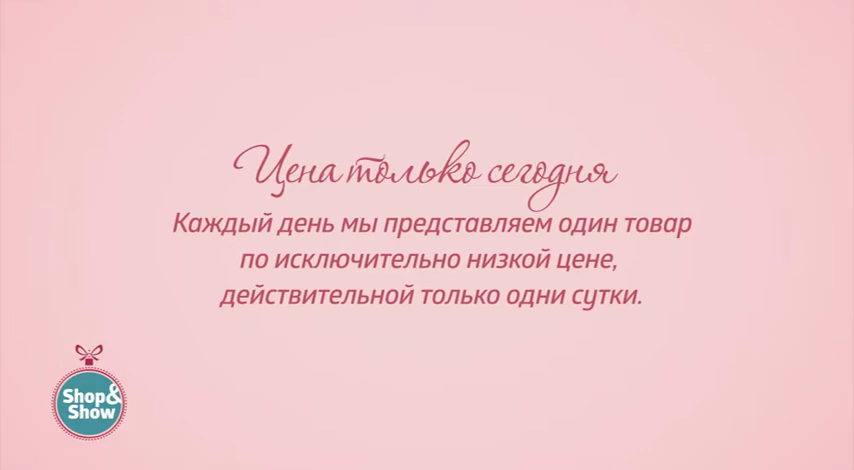 Цена только сегодня
Каждый день мы представляем один товар
по исключительно низкой цене,
действительной только одни сутки.
Shop&
Show